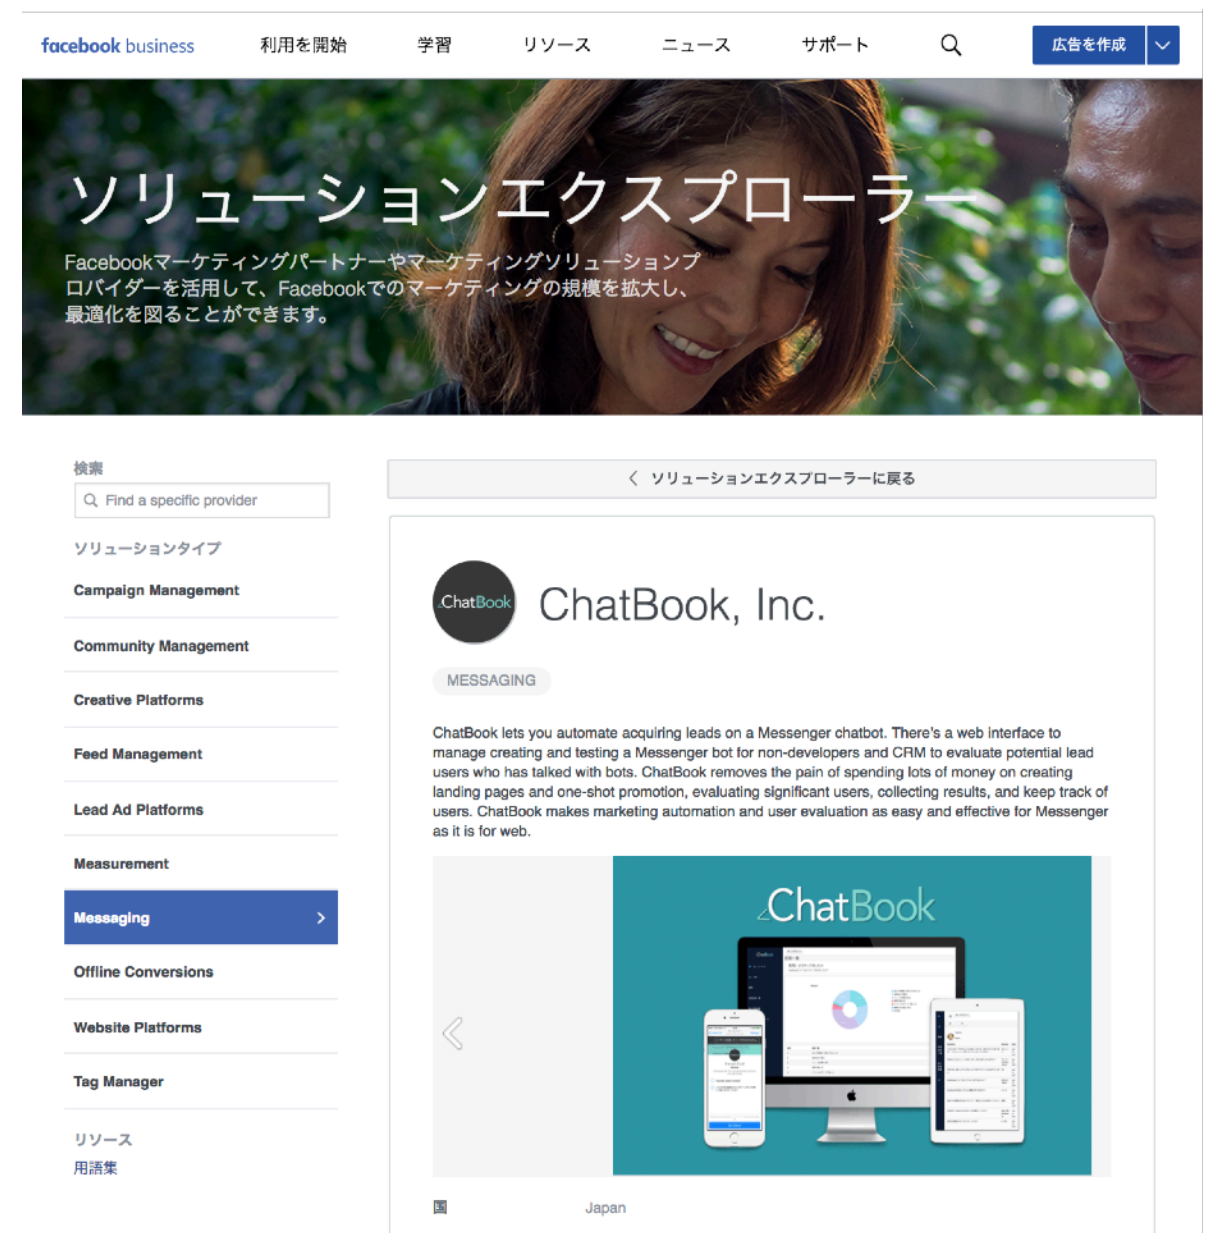 facebook business 利用を開始 学習 リソース ニュース サポート 広告を作成
ソリューションエクスプローラー
Facebookマーケティングパートナーやマーケティングソリューションプ
ロバイダーを活用して、Facebookでのマーケティングの規模を拡大し、
最適化を図ることができます。
検索
Find a specific provider
ソリューションタイプ
Campaign Management
Community Management
Creative Platforms
Feed Management
Lead Ad Platforms
Measurement
Messaging
Offline Conversions
Website Platforms
Tag Manager
リソース
用語集
ソリューションエクスプローラーに戻る
ChatBook
ChatBook, Inc.
MESSAGING
ChatBook lets you automate acquiring leads on a Messenger chatbot. There's a web interface to
manage creating and testing a Messenger bot for non-developers and CRM to evaluate potential lead
users who has talked with bots. ChatBook removes the pain of spending lots of money on creating
landing pages and one-shot promotion, evaluating significant users, collecting results, and keep track of
users. ChatBook makes marketing automation and user evaluation as easy and effective for Messenger
as it is for web.
ChatBook
国 Japan